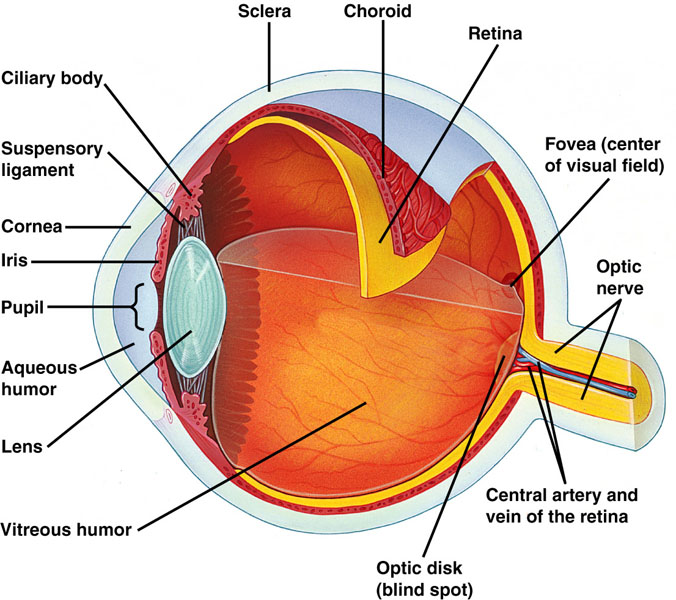 Sclera
Choroid
Retina
Ciliary body
Suspensory
ligament
Cornea
Iris
Pupil
Aqueous
humor
Lens
Vitreous humor
Fovea (center
of visual field)
Optic
nerve
Central artery and
vein of the retina
Optic disk
(blind spot)